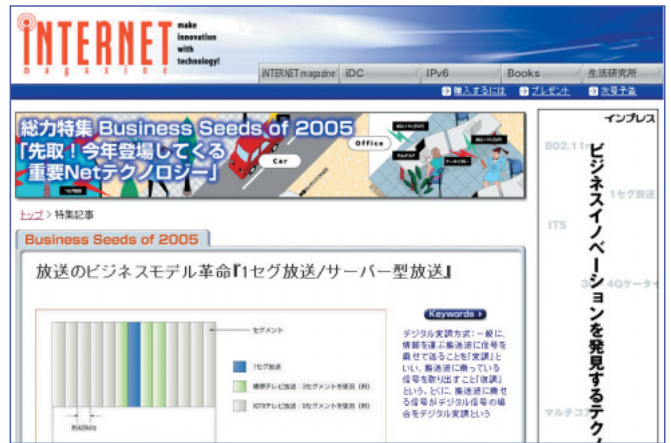 iNTERNET
magazine
make
innovation
with
technology!
iNTERNET magazine
iDC
IPv6
Books
生活研究所
購入するには
プレゼント
次号予告
総力特集 Business Seeds of 2005
「先取！今年登場してくる
重要Netテクノロジー」
Car
Office
マルチコア
トップ > 特集記事
Business Seeds of 2005
放送のビジネスモデル革命『1セグ放送/サーバー型放送』
セグメント
1セグ放送
標準テレビ放送：3セグメントを使用（例）
HDTVテレビ放送：9セグメントを使用（例）
約429kHz
Keywords
デジタル変調方式：一般に、
情報を運ぶ搬送波に信号を
乗せて送ることを「変調」と
いい、搬送波に乗っている
信号を取り出すこと「復調」
という。とくに、搬送波に乗せ
る信号がデジタル信号の場
合をデジタル変調という
インプレス
ビジネスイノベーションを発見するテク
802.11n
1セグ放送
ITS
4Gケータイ
マルチコア